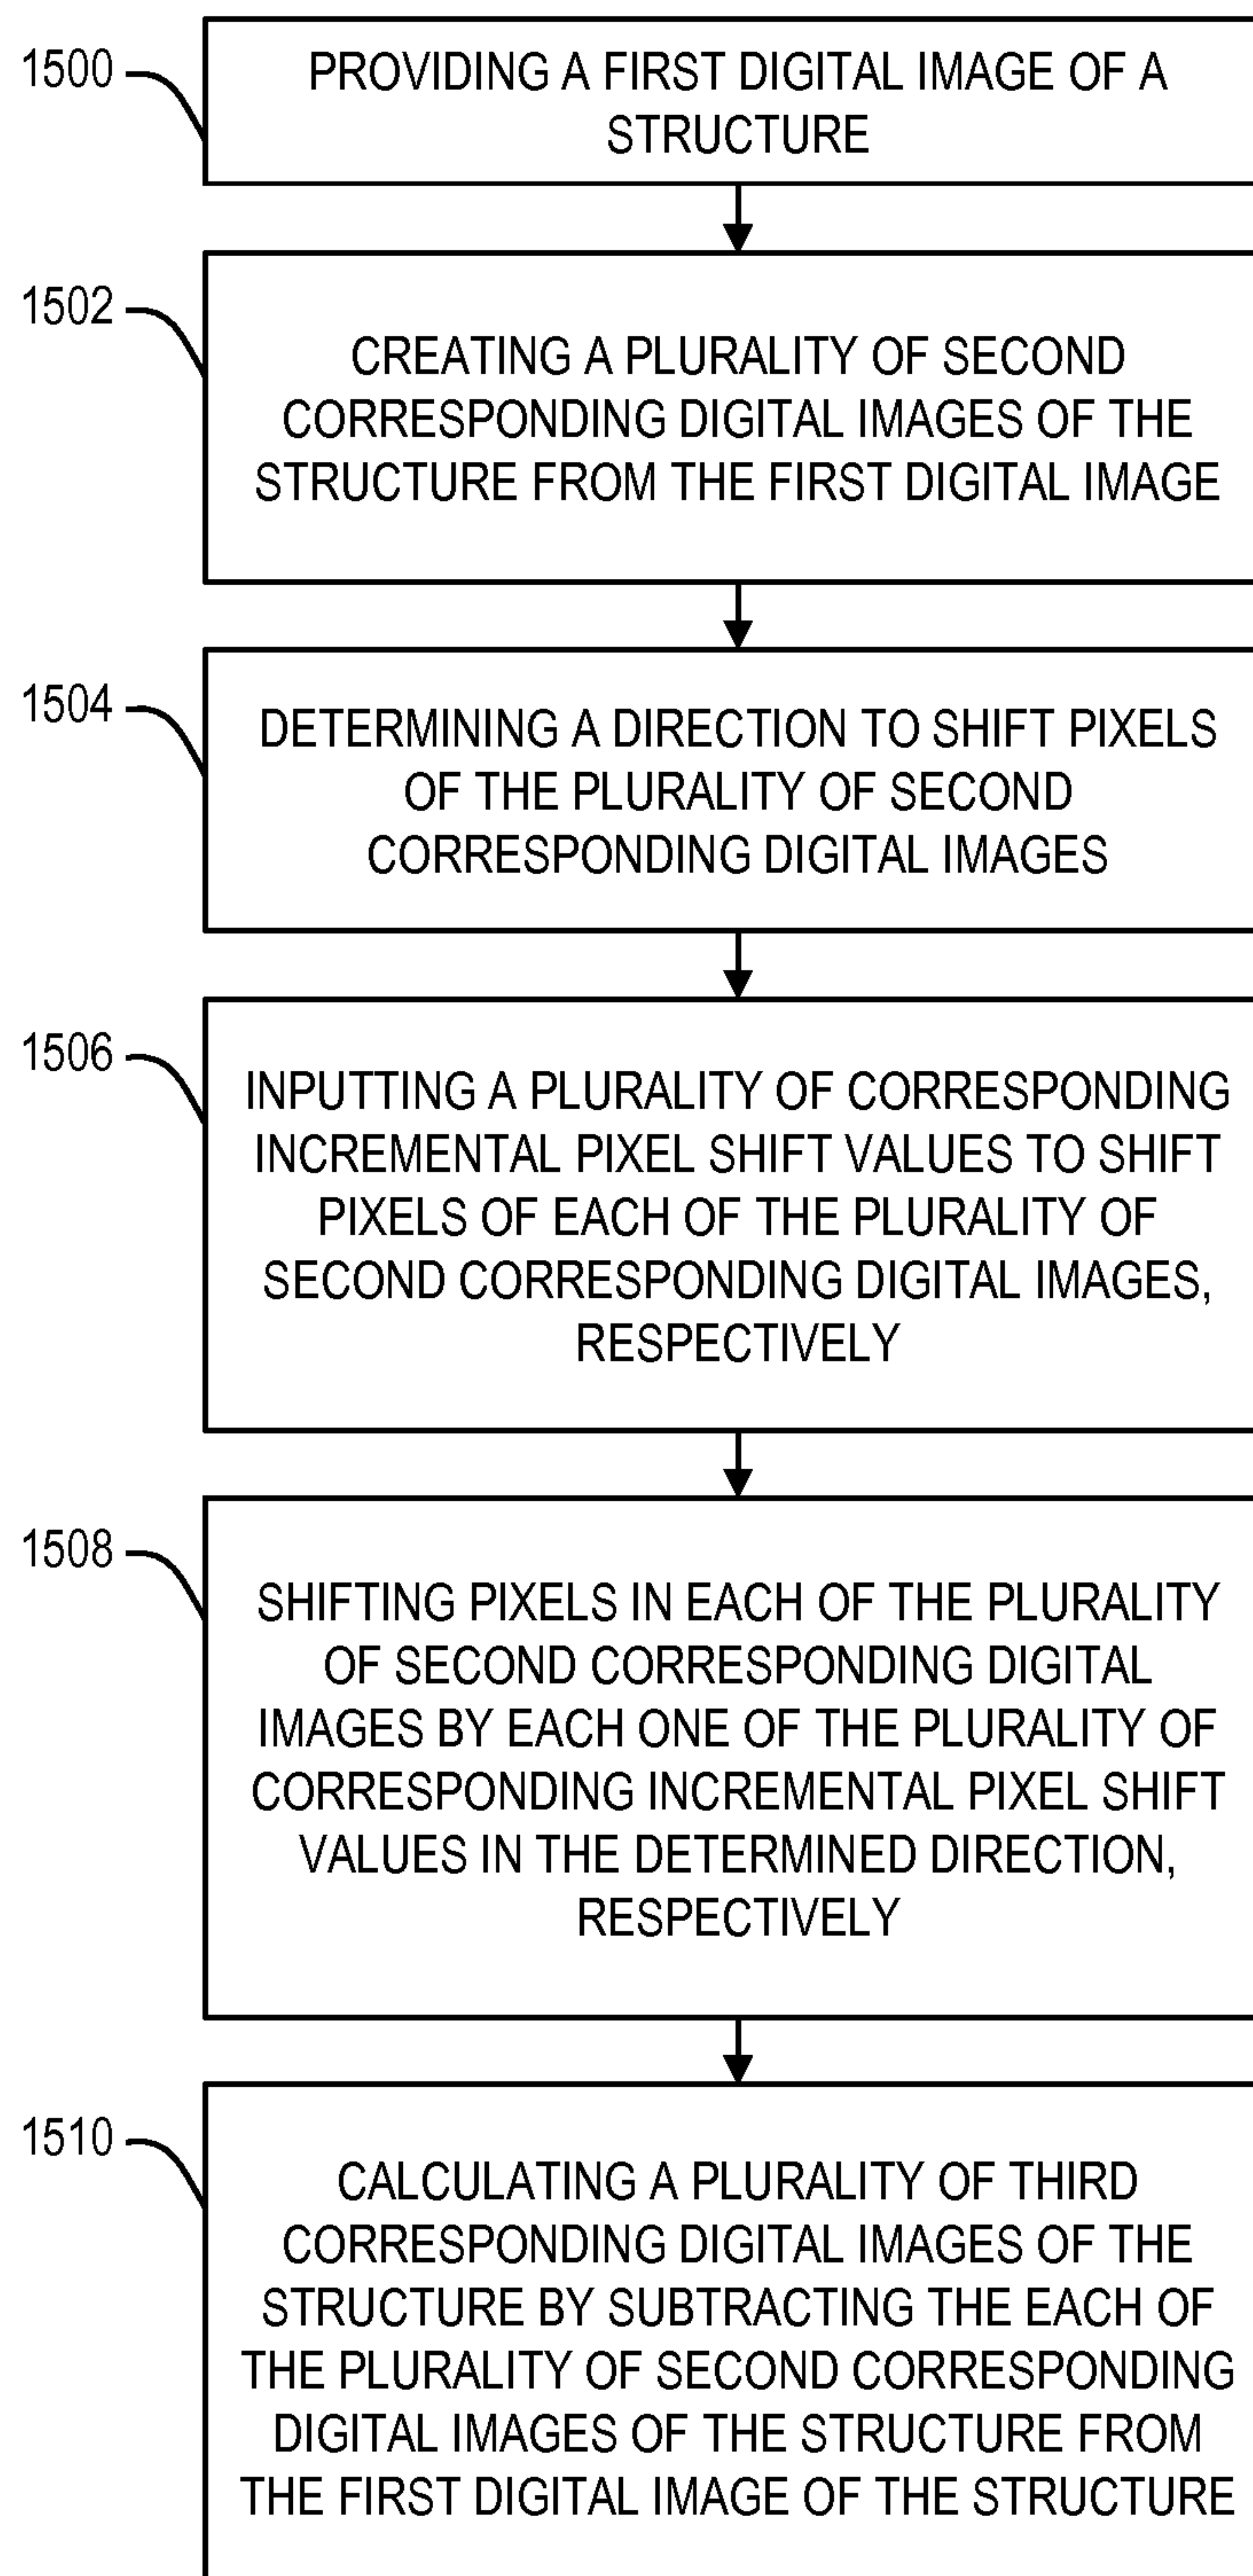 1500
PROVIDING A FIRST DIGITAL IMAGE OF A
STRUCTURE
1502
CREATING A PLURALITY OF SECOND
CORRESPONDING DIGITAL IMAGES OF THE
STRUCTURE FROM THE FIRST DIGITAL IMAGE
1504
DETERMINING A DIRECTION TO SHIFT PIXELS
OF THE PLURALITY OF SECOND
CORRESPONDING DIGITAL IMAGES
1506
INPUTTING A PLURALITY OF CORRESPONDING
INCREMENTAL PIXEL SHIFT VALUES TO SHIFT
PIXELS OF EACH OF THE PLURALITY OF
SECOND CORRESPONDING DIGITAL IMAGES,
RESPECTIVELY
1508
SHIFTING PIXELS IN EACH OF THE PLURALITY
OF SECOND CORRESPONDING DIGITAL
IMAGES BY EACH ONE OF THE PLURALITY OF
CORRESPONDING INCREMENTAL PIXEL SHIFT
VALUES IN THE DETERMINED DIRECTION,
RESPECTIVELY
1510
CALCULATING A PLURALITY OF THIRD
CORRESPONDING DIGITAL IMAGES OF THE
STRUCTURE BY SUBTRACTING THE EACH OF
THE PLURALITY OF SECOND CORRESPONDING
DIGITAL IMAGES OF THE STRUCTURE FROM
THE FIRST DIGITAL IMAGE OF THE STRUCTURE